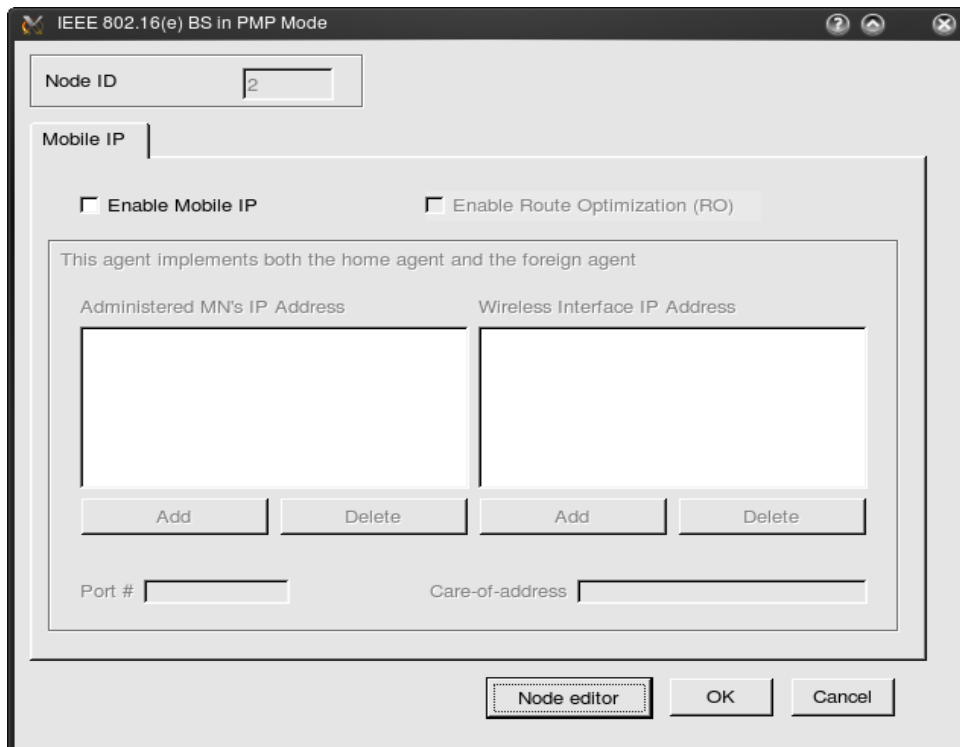 IEEE 802.16(e) BS in PMP Mode
Node ID 2
Mobile IP
Enable Mobile IP Enable Route Optimization (RO)
This agent implements both the home agent and the foreign agent
Administered MN's IP Address Wireless Interface IP Address
Add Delete Add Delete
Port # Care-of-address
Node editor OK Cancel